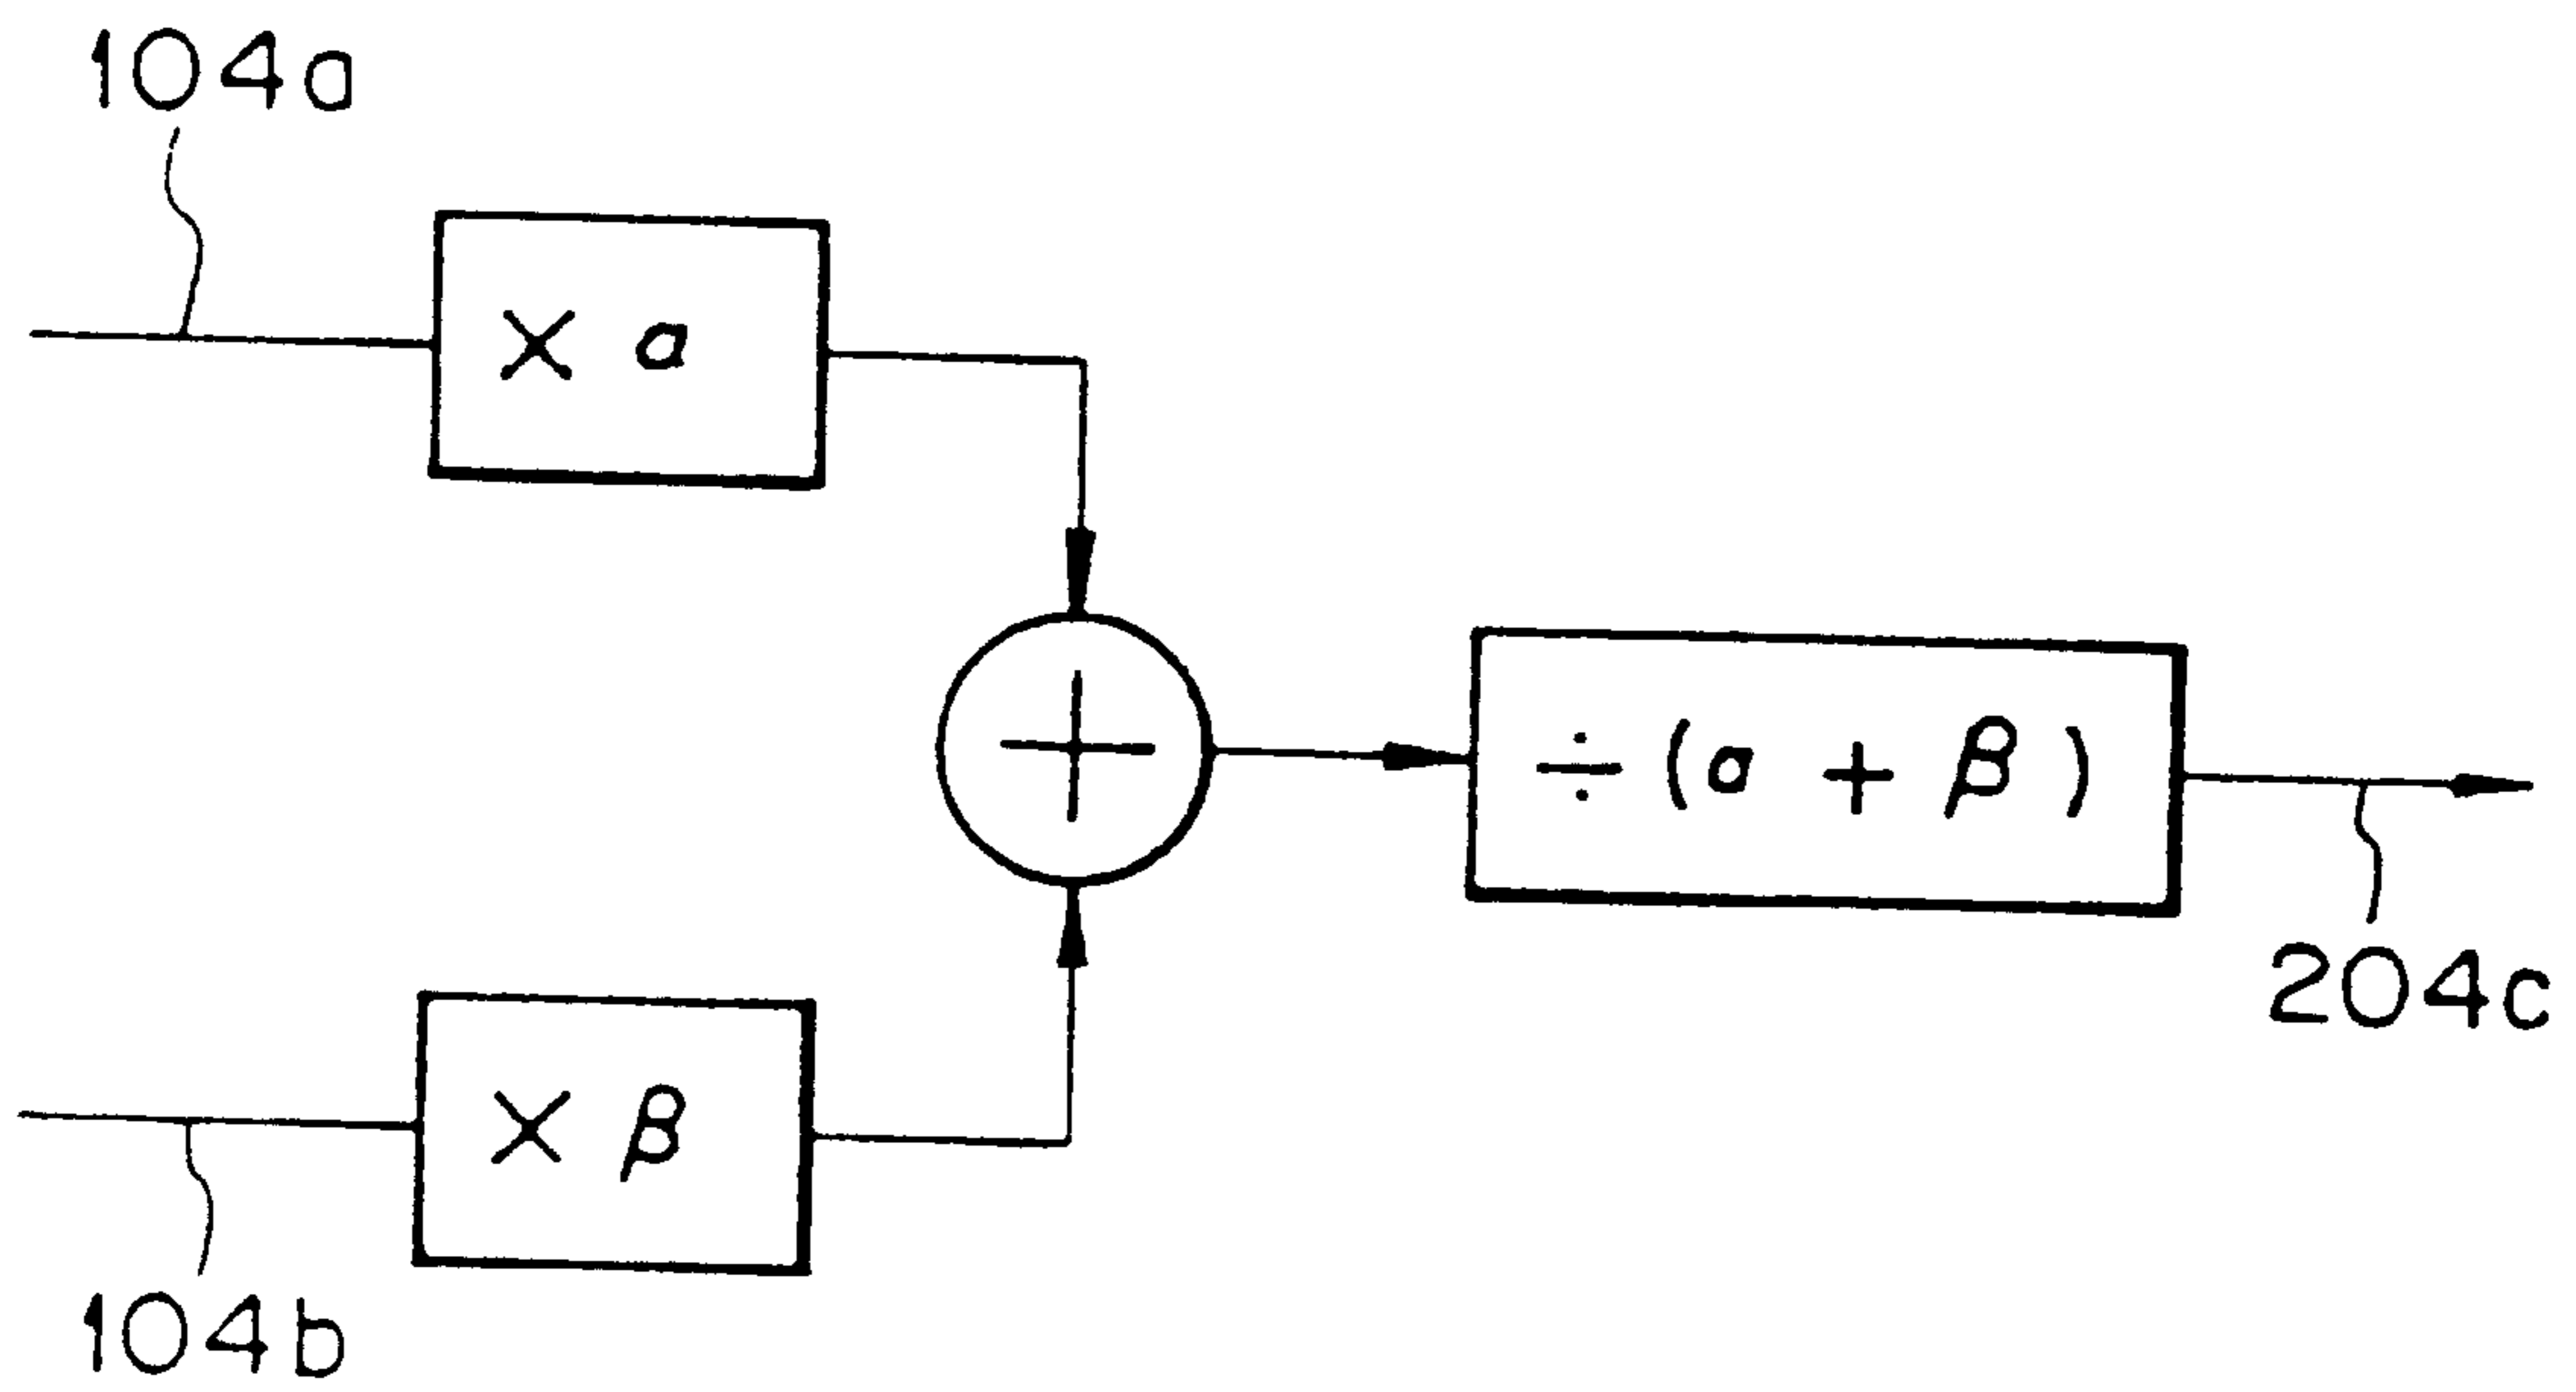 104a
× α
+
÷ (α + β)
204c
× β
104b